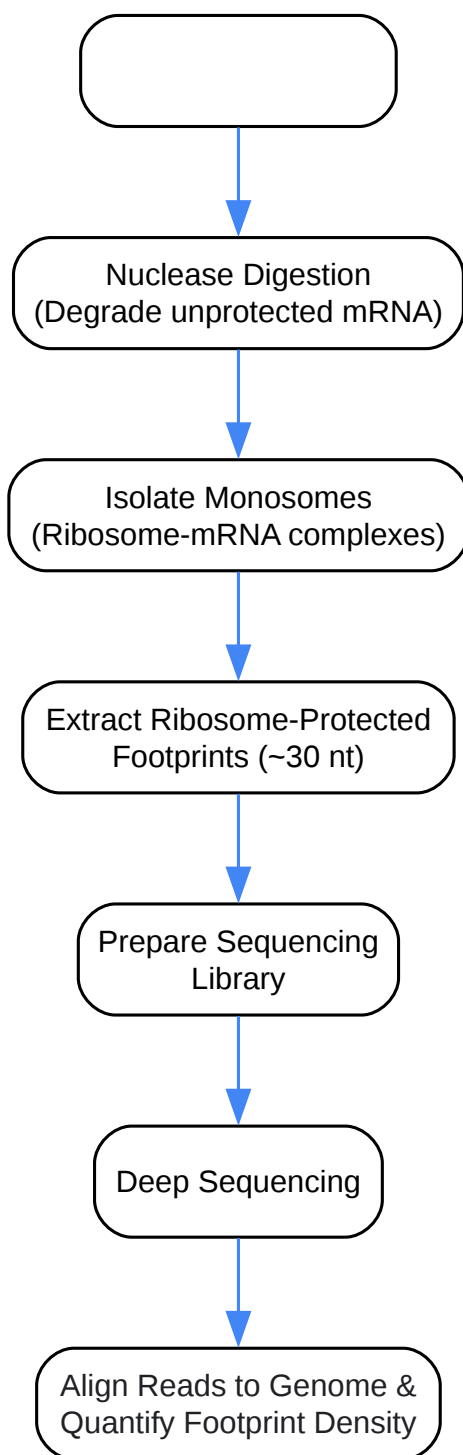 Nuclease Digestion
(Degrade unprotected mRNA)
Isolate Monosomes
(Ribosome-mRNA complexes)
Extract Ribosome-Protected
Footprints (~30 nt)
Prepare Sequencing
Library
Deep Sequencing
Align Reads to Genome &
Quantify Footprint Density